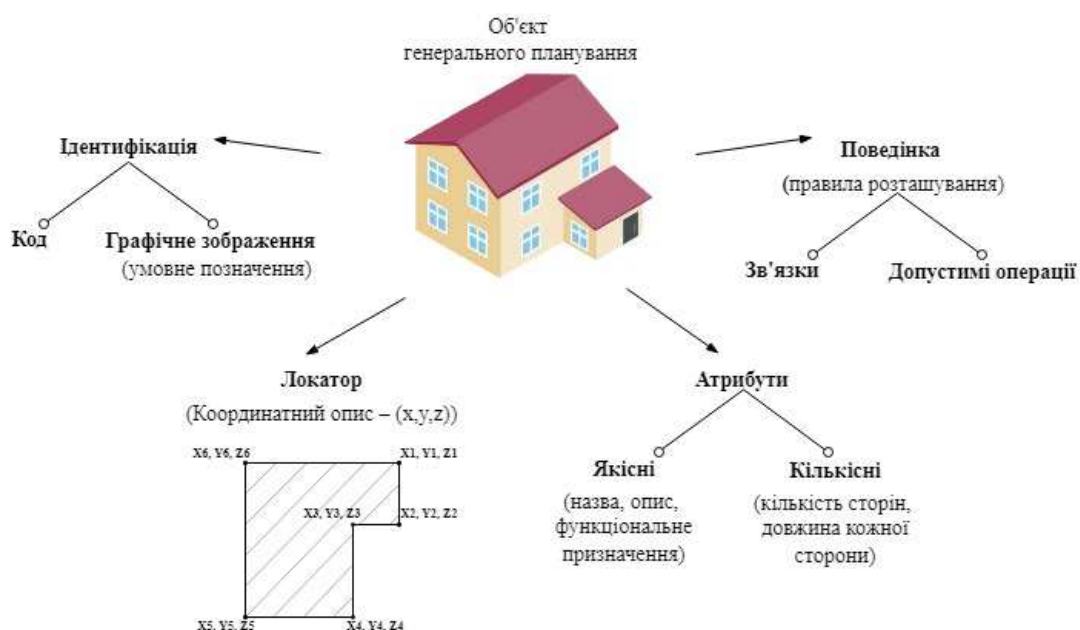 Об'єкт
генерального планування
Ідентифікація
Код
Графічне зображення
(умовне позначення)
Поведінка
(правила розташування)
Зв'язки
Допустимі операції
Локатор
(Координатний опис – (x,y,z))
X6, Y6, Z6
X1, Y1, Z1
X3, Y3, Z3
X2, Y2, Z2
X5, Y5, Z5
X4, Y4, Z4
Атрибути
Якісні
(назва, опис,
функціональне
призначення)
Кількісні
(кількість сторін,
довжина кожної
сторони)